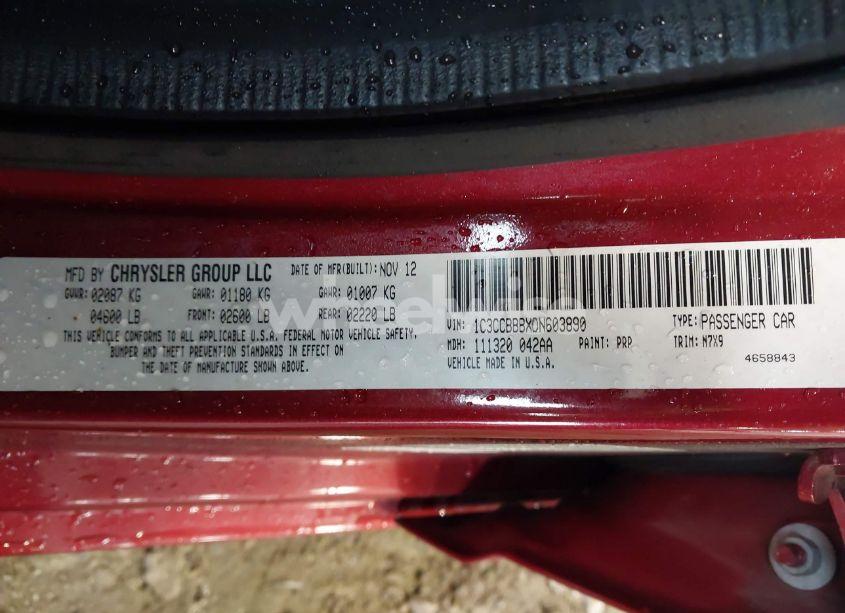 MFD BY CHRYSLER GROUP LLC DATE OF MFR(BUILT): NOV 12
GVWR: 02087 KG GAWR: 01180 KG GAWR: 01007 KG
04600 LB FRONT: 02600 LB REAR: 02220 LB
THIS VEHICLE CONFORMS TO ALL APPLICABLE U.S.A. FEDERAL MOTOR VEHICLE SAFETY,
BUMPER AND THEFT PREVENTION STANDARDS IN EFFECT ON
THE DATE OF MANUFACTURE SHOWN ABOVE.
VIN: 1C3CCBBBXDN603890 TYPE: PASSENGER CAR
MDH: 111320 042AA PAINT: PRP TRIM: N7X9
VEHICLE MADE IN U.S.A. 4658843